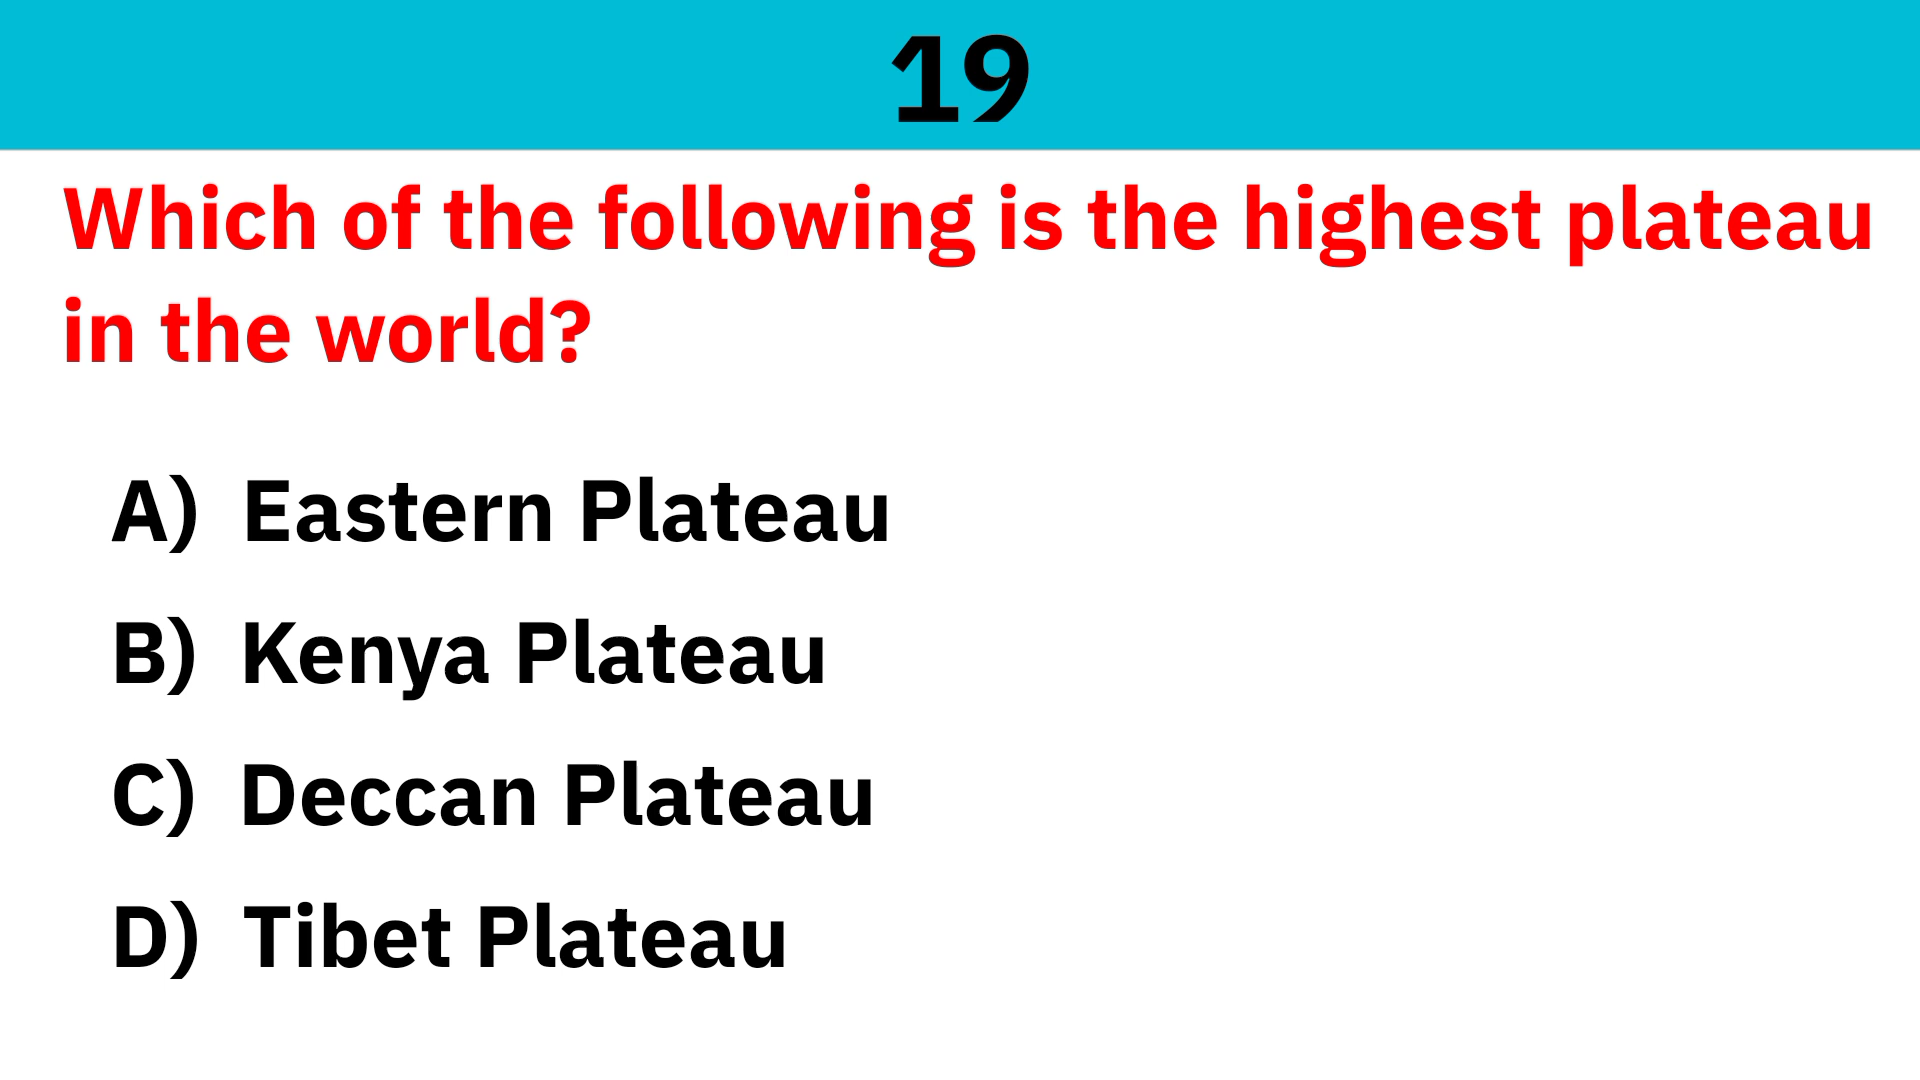 19
Which of the following is the highest plateau
in the world?
A) Eastern Plateau
B) Kenya Plateau
C) Deccan Plateau
D) Tibet Plateau